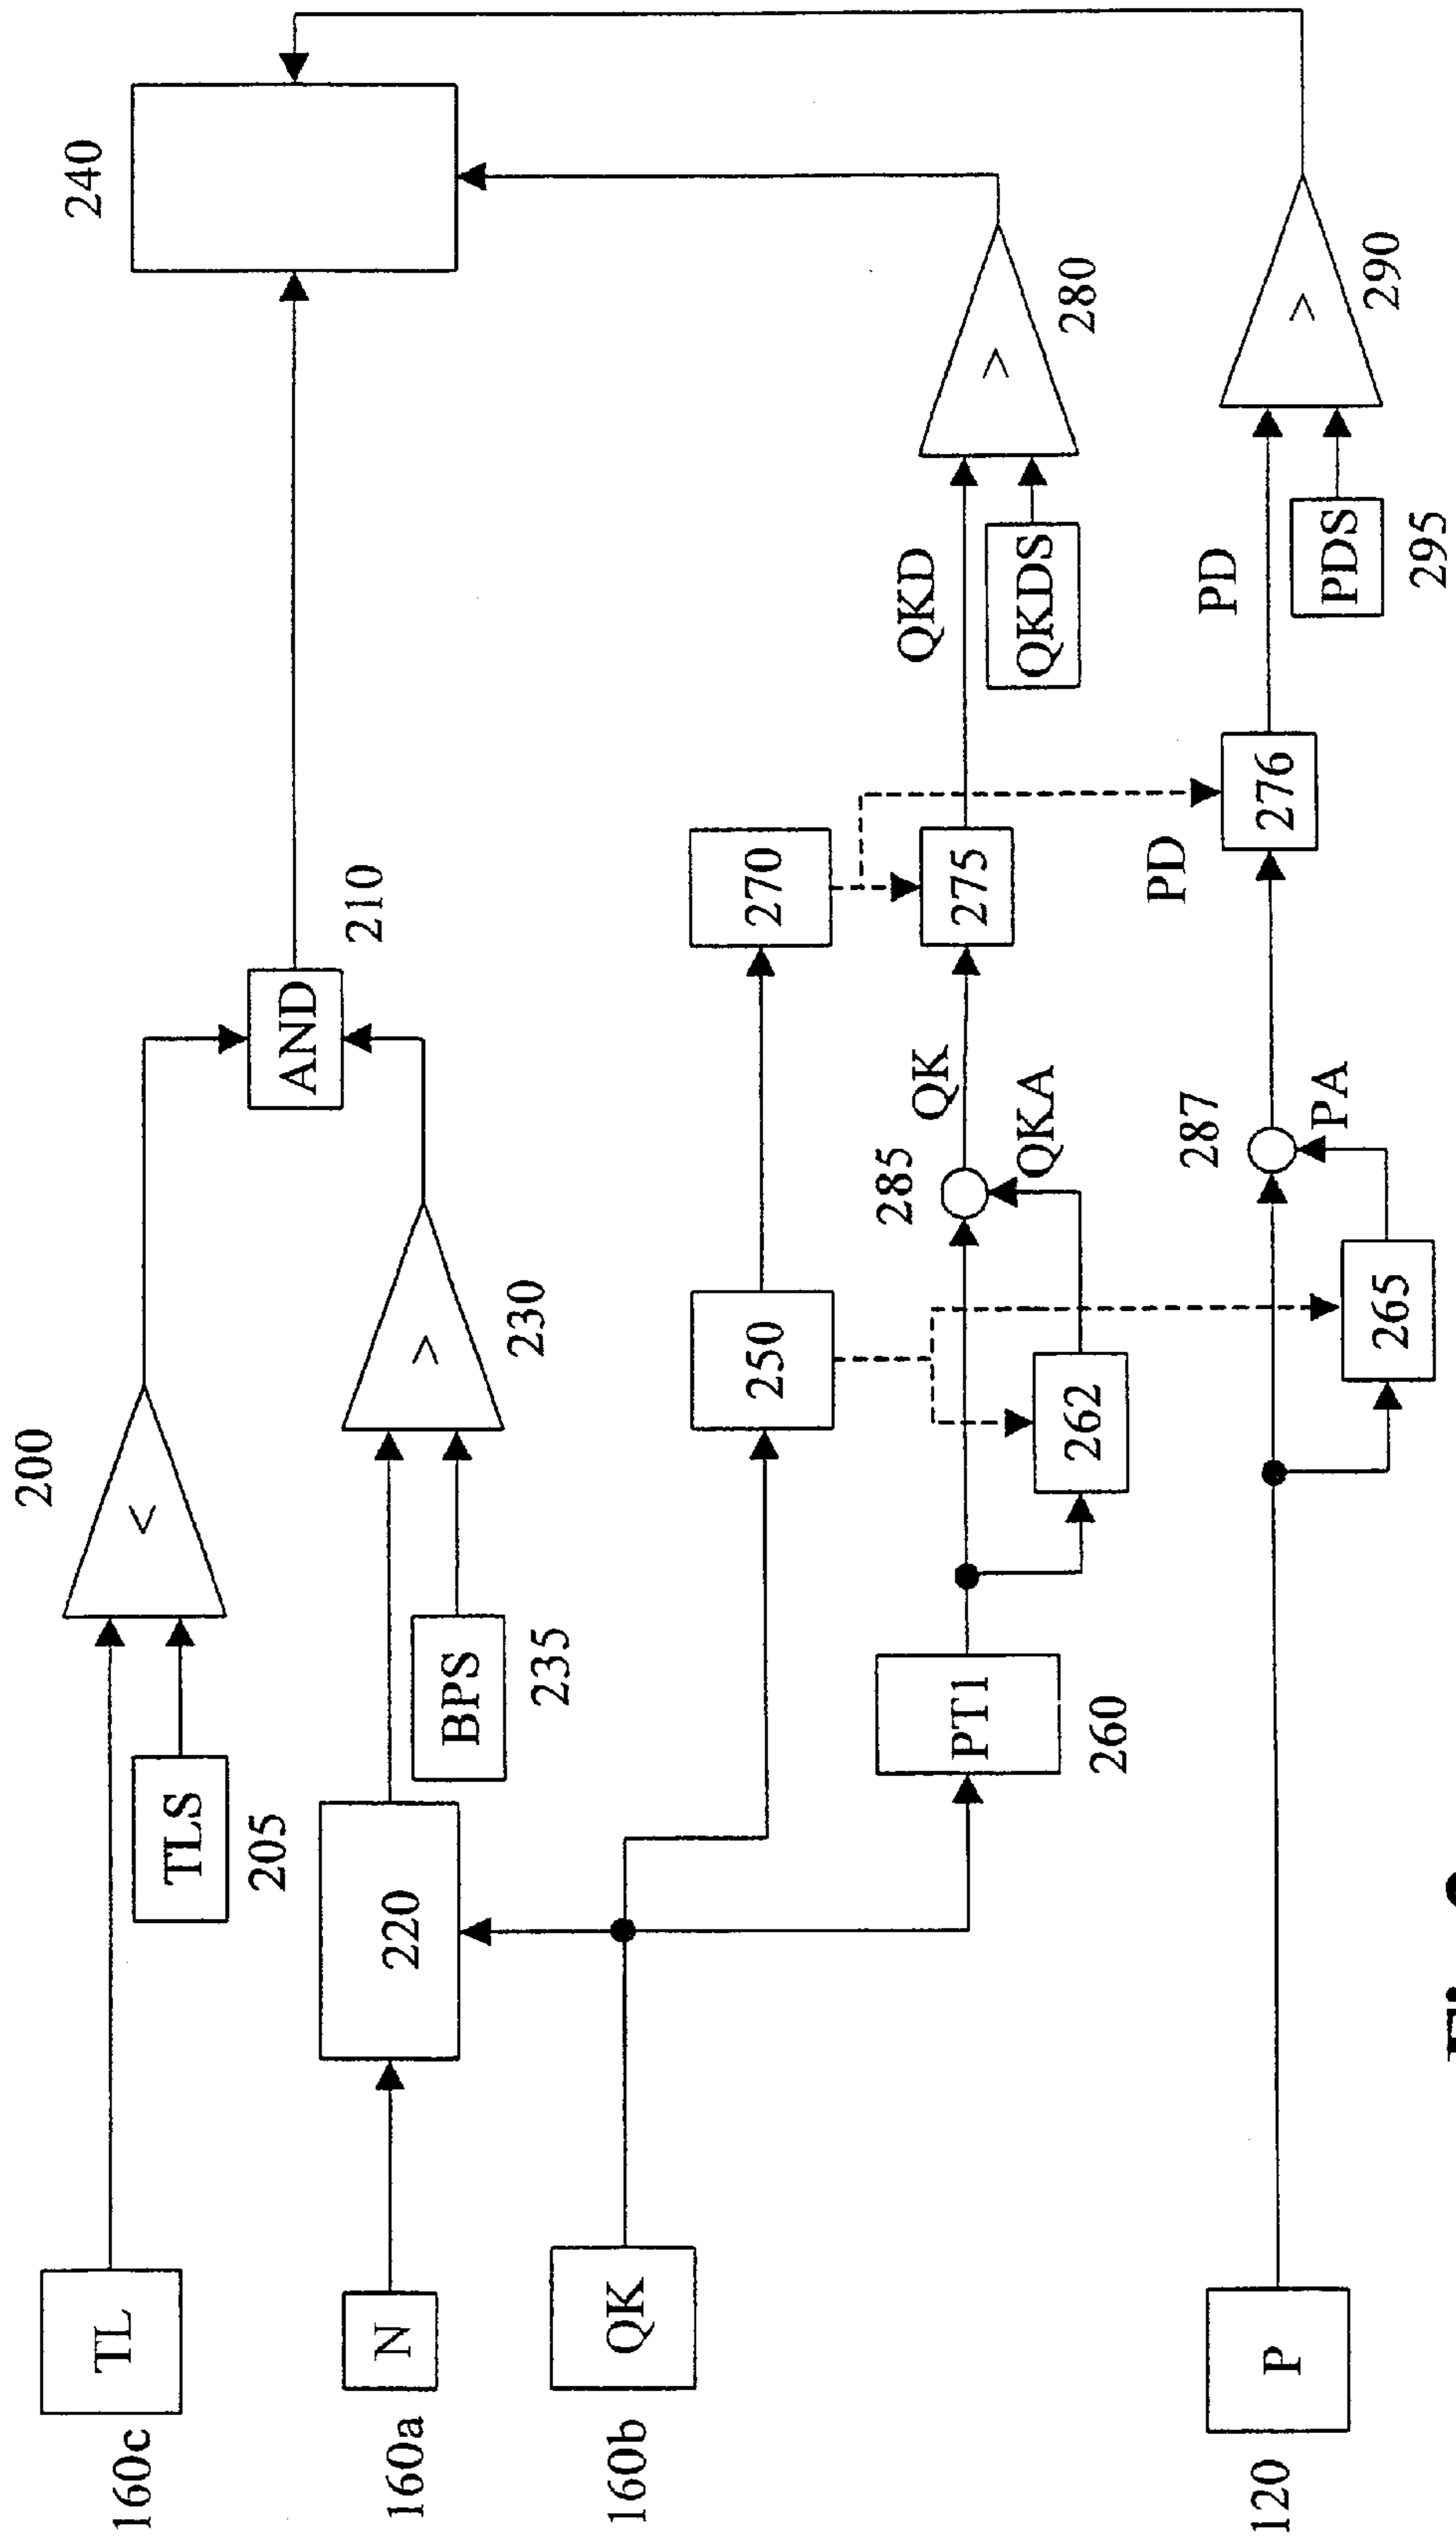 160c
TL
TLS
205
200
<
160a
N
220
BPS
235
>
230
AND
210
240
160b
QK
250
270
PT1
260
262
285
QK
QKA
275
QKD
QKDS
>
280
120
P
265
287
PA
PD
276
PD
PDS
295
>
290